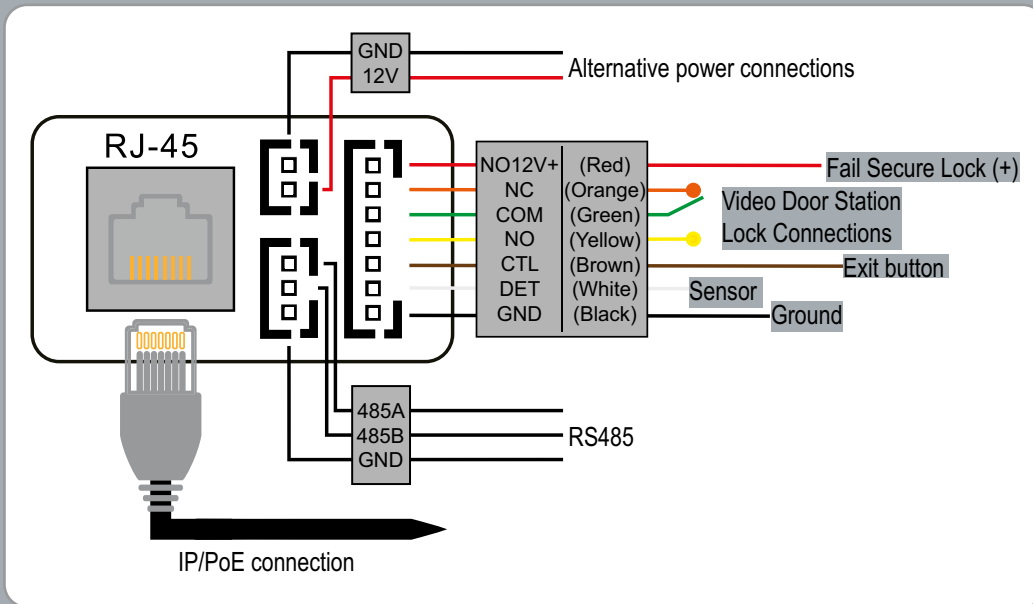 GND
12V
Alternative power connections
RJ-45
NO12V+ (Red) Fail Secure Lock (+)
NC (Orange)
COM (Green)
NO (Yellow)
Video Door Station
Lock Connections
CTL (Brown) Exit button
DET (White) Sensor
GND (Black) Ground
485A
485B
GND
RS485
IP/PoE connection